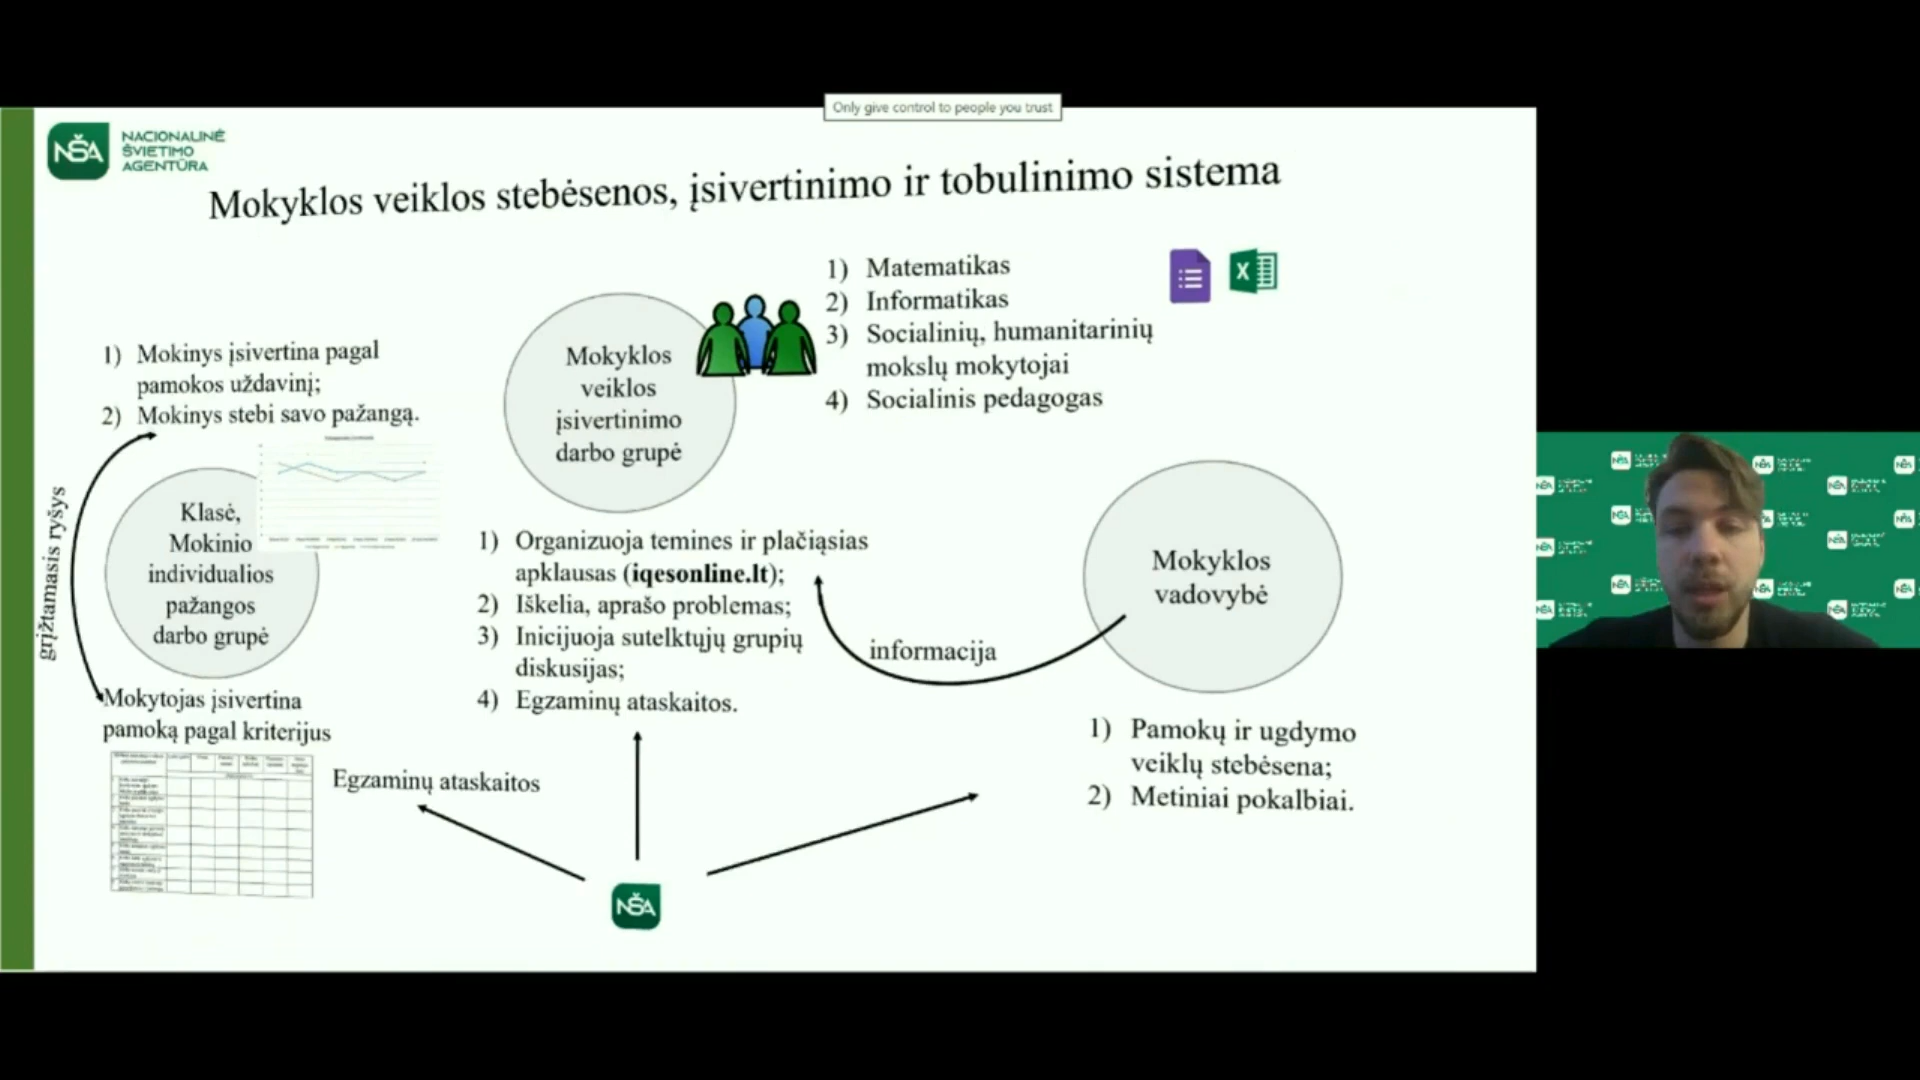 Only give control to people you trust
NŠA
NACIONALINĖ
ŠVIETIMO
AGENTŪRA
Mokyklos veiklos stebėsenos, įsivertinimo ir tobulinimo sistema
1) Mokinys įsivertina pagal
pamokos uždavinį;
2) Mokinys stebi savo pažangą.
grįžtamasis ryšys
Klasė,
Mokinio
individualios
pažangos
darbo grupė
Mokytojas įsivertina
pamoką pagal kriterijus
Mokyklos
veiklos
įsivertinimo
darbo grupė
1) Matematikas
2) Informatikas
3) Socialinių, humanitarinių
mokslų mokytojai
4) Socialinis pedagogas
X
1) Organizuoja temines ir plačiąsias
apklausas (iqesonline.lt);
2) Iškelia, aprašo problemas;
3) Inicijuoja sutelktųjų grupių
diskusijas;
4) Egzaminų ataskaitos.
informacija
Mokyklos
vadovybė
1) Pamokų ir ugdymo
veiklų stebėsena;
2) Metiniai pokalbiai.
Egzaminų ataskaitos
NŠA